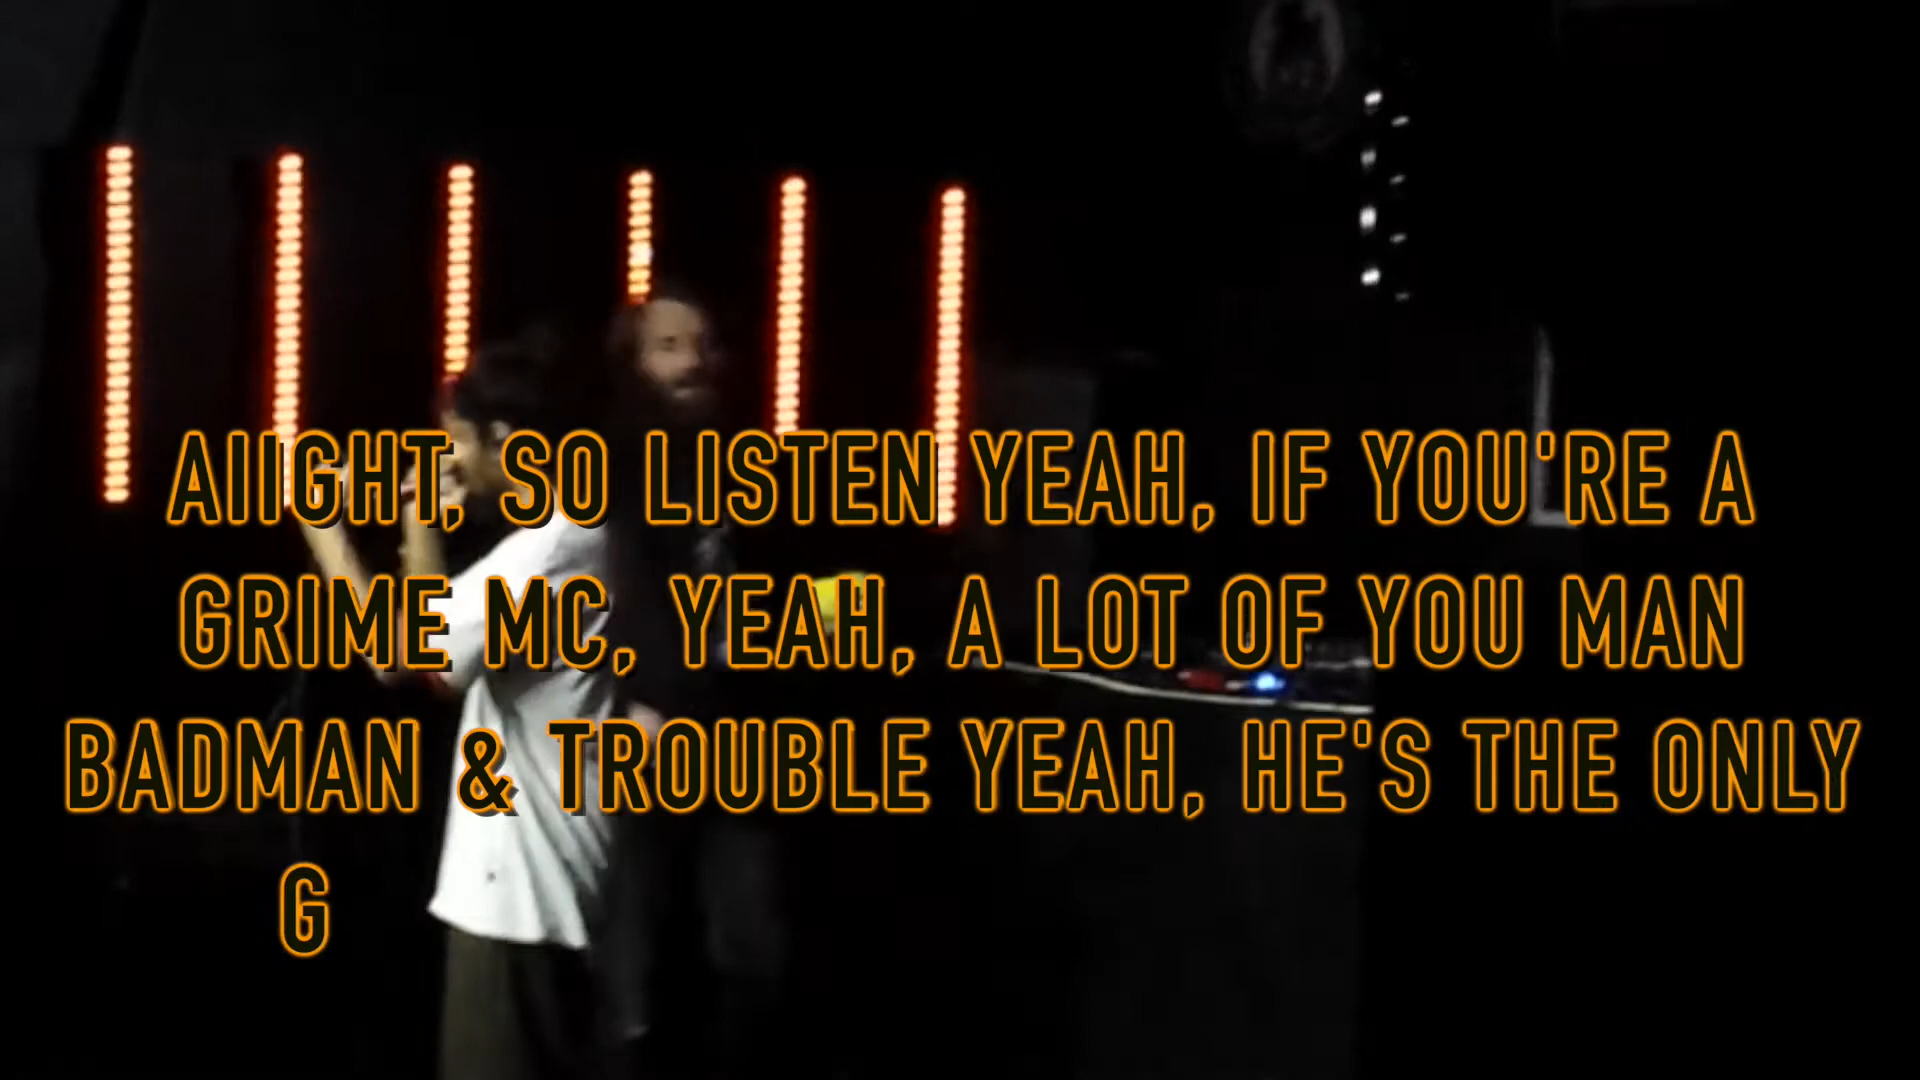 AIIGHT, SO LISTEN YEAH, IF YOU'RE A
GRIME MC, YEAH, A LOT OF YOU MAN
BADMAN & TROUBLE YEAH, HE'S THE ONLY
G